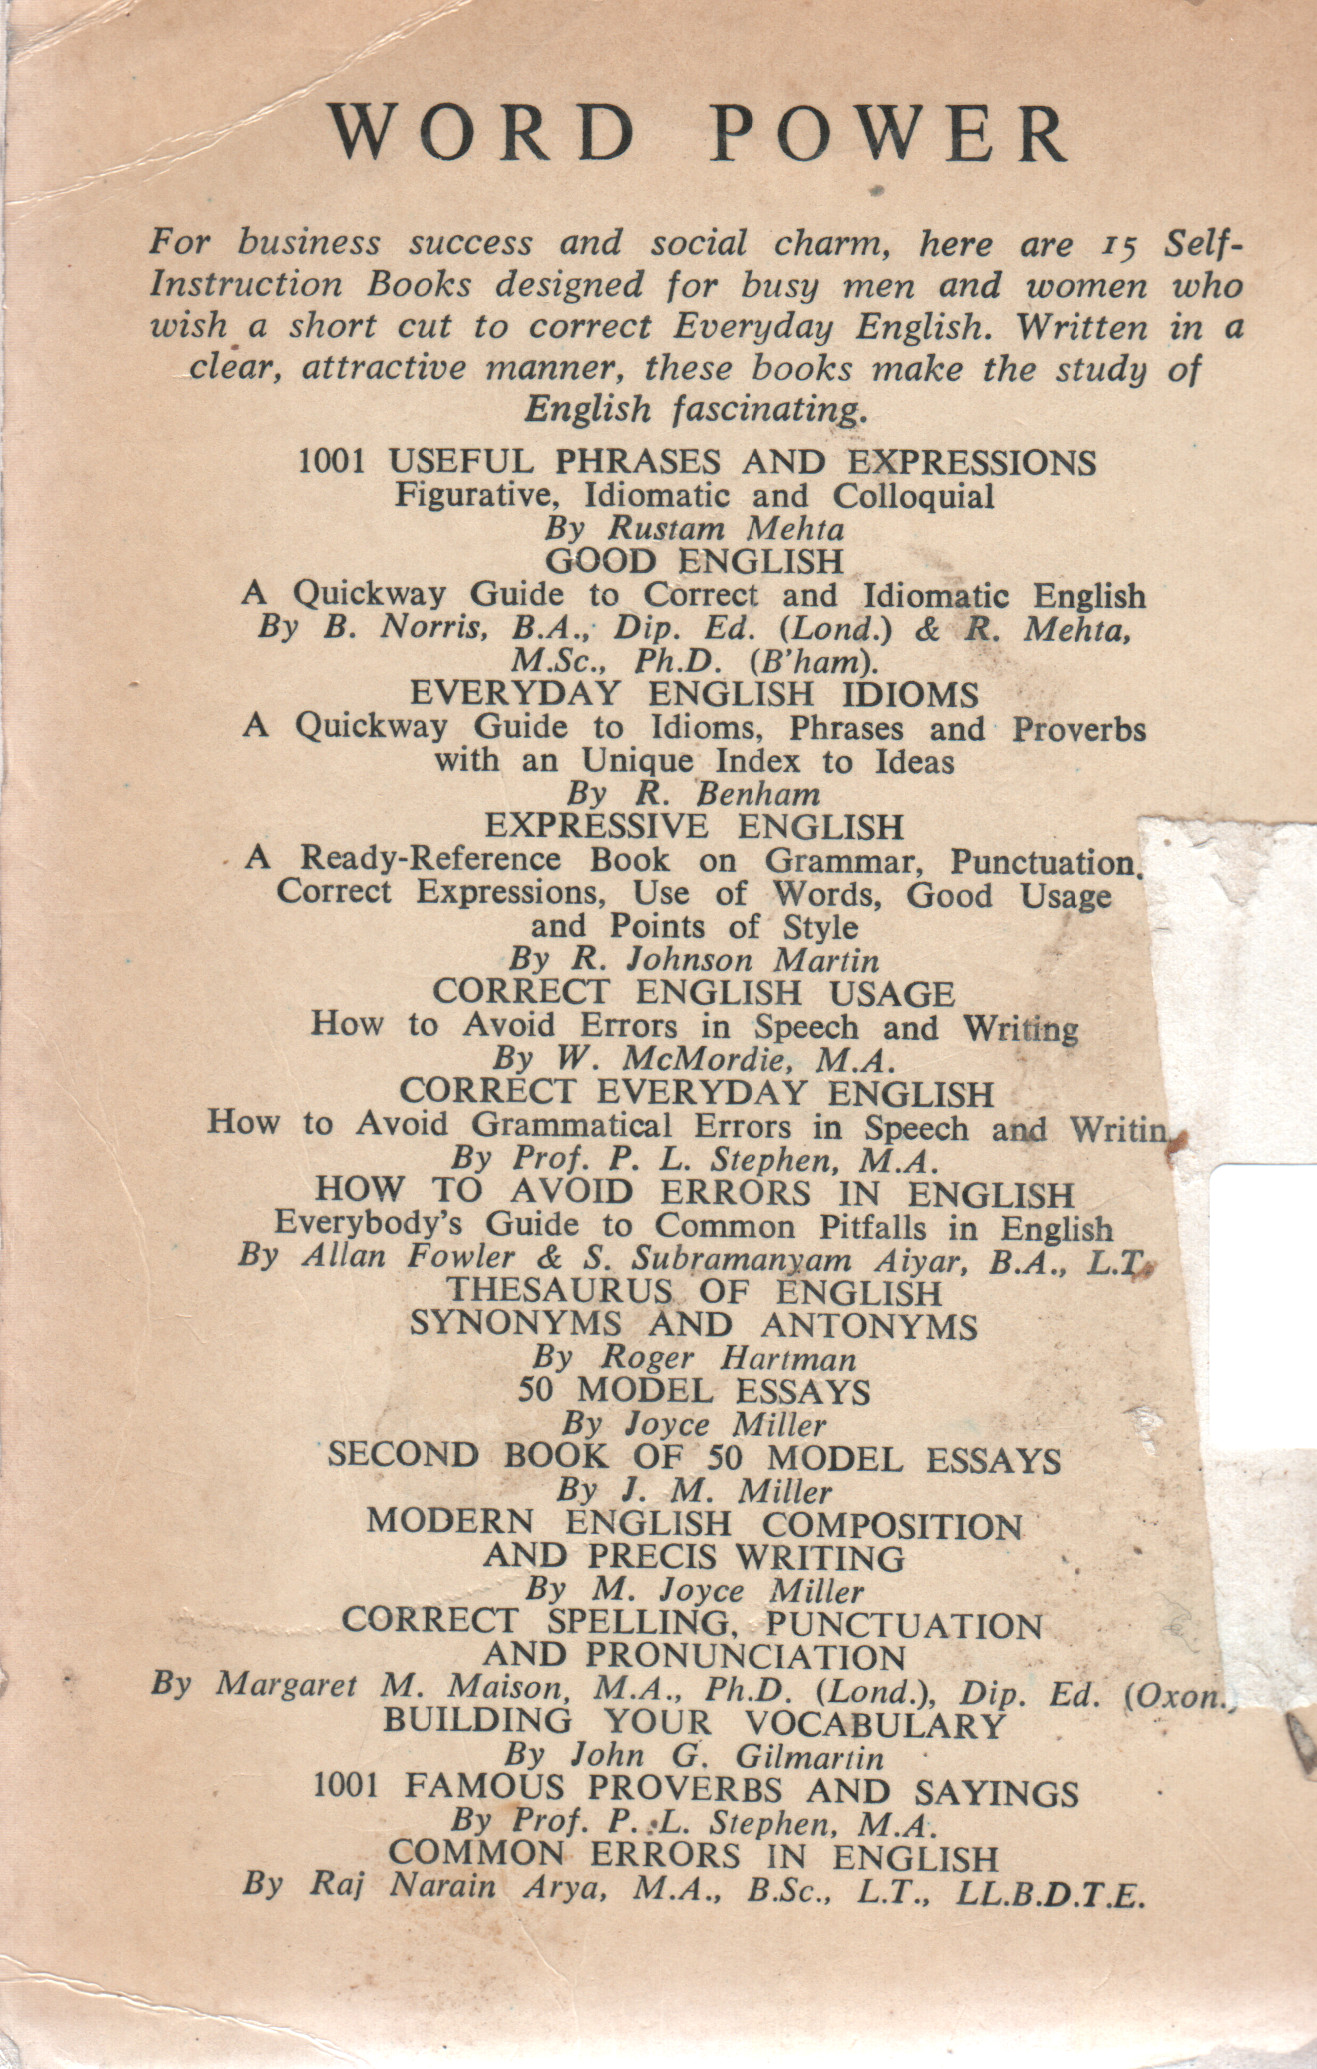 WORD POWER
For business success and social charm, here are 15 Self-
Instruction Books designed for busy men and women who
wish a short cut to correct Everyday English. Written in a
clear, attractive manner, these books make the study of
English fascinating.
1001 USEFUL PHRASES AND EXPRESSIONS
Figurative, Idiomatic and Colloquial
By Rustam Mehta
GOOD ENGLISH
A Quickway Guide to Correct and Idiomatic English
By B. Norris, B.A., Dip. Ed. (Lond.) & R. Mehta,
M.Sc., Ph.D. (B'ham).
EVERYDAY ENGLISH IDIOMS
A Quickway Guide to Idioms, Phrases and Proverbs
with an Unique Index to Ideas
By R. Benham
EXPRESSIVE ENGLISH
A Ready-Reference Book on Grammar, Punctuation,
Correct Expressions, Use of Words, Good Usage
and Points of Style
By R. Johnson Martin
CORRECT ENGLISH USAGE
How to Avoid Errors in Speech and Writing
By W. McMordie, M.A.
CORRECT EVERYDAY ENGLISH
How to Avoid Grammatical Errors in Speech and Writin
By Prof. P. L. Stephen, M.A.
HOW TO AVOID ERRORS IN ENGLISH
Everybody's Guide to Common Pitfalls in English
By Allan Fowler & S. Subramanyam Aiyar, B.A., L.T.
THESAURUS OF ENGLISH
SYNONYMS AND ANTONYMS
By Roger Hartman
50 MODEL ESSAYS
By Joyce Miller
SECOND BOOK OF 50 MODEL ESSAYS
By J. M. Miller
MODERN ENGLISH COMPOSITION
AND PRECIS WRITING
By M. Joyce Miller
CORRECT SPELLING, PUNCTUATION
AND PRONUNCIATION
By Margaret M. Maison, M.A., Ph.D. (Lond.), Dip. Ed. (Oxon.)
BUILDING YOUR VOCABULARY
By John G. Gilmartin
1001 FAMOUS PROVERBS AND SAYINGS
By Prof. P. L. Stephen, M.A.
COMMON ERRORS IN ENGLISH
By Raj Narain Arya, M.A., B.Sc., L.T., LL.B.D.T.E.